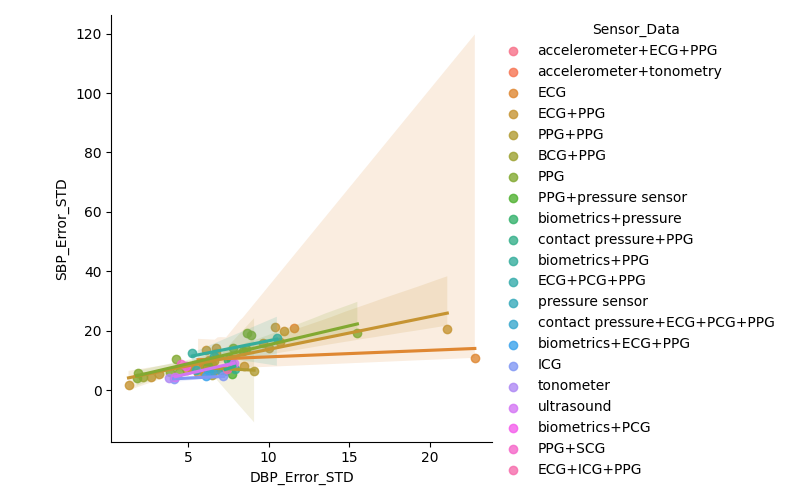 120
100
80
60
40
20
0
SBP_Error_STD
5
10
15
20
DBP_Error_STD
Sensor_Data
accelerometer+ECG+PPG
accelerometer+tonometry
ECG
ECG+PPG
PPG+PPG
BCG+PPG
PPG
PPG+pressure sensor
biometrics+pressure
contact pressure+PPG
biometrics+PPG
ECG+PCG+PPG
pressure sensor
contact pressure+ECG+PCG+PPG
biometrics+ECG+PPG
ICG
tonometer
ultrasound
biometrics+PCG
PPG+SCG
ECG+ICG+PPG